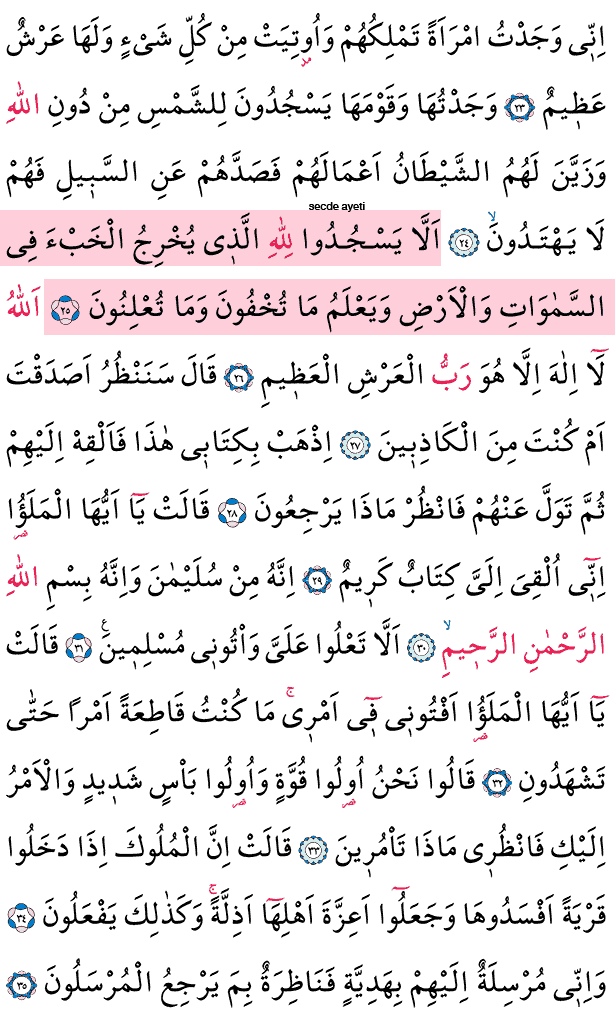 اِنّ۪ي وَجَدْتُ امْرَاَةً تَمْلِكُهُمْ وَاُو۫تِيَتْ مِنْ كُلِّ شَيْءٍ وَلَهَا عَرْشٌ
عَظ۪يمٌ ﴿٢٣﴾ وَجَدْتُهَا وَقَوْمَهَا يَسْجُدُونَ لِلشَّمْسِ مِنْ دُونِ اللّٰهِ
وَزَيَّنَ لَهُمُ الشَّيْطَانُ اَعْمَالَهُمْ فَصَدَّهُمْ عَنِ السَّب۪يلِ فَهُمْ
secde ayeti
لَا يَهْتَدُونَۙ ﴿٢٤﴾ اَلَّا يَسْجُدُوا لِلّٰهِ الَّذ۪ي يُخْرِجُ الْخَبْءَ فِي
السَّمٰوَاتِ وَالْاَرْضِ وَيَعْلَمُ مَا تُخْفُونَ وَمَا تُعْلِنُونَ ﴿٢٥﴾ اَللّٰهُ
لَٓا اِلٰهَ اِلَّا هُوَ رَبُّ الْعَرْشِ الْعَظ۪يمِ ﴿٢٦﴾ قَالَ سَنَنْظُرُ اَصَدَقْتَ
اَمْ كُنْتَ مِنَ الْكَاذِب۪ينَ ﴿٢٧﴾ اِذْهَبْ بِكِتَاب۪ي هٰذَا فَاَلْقِهْ اِلَيْهِمْ
ثُمَّ تَوَلَّ عَنْهُمْ فَانْظُرْ مَاذَا يَرْجِعُونَ ﴿٢٨﴾ قَالَتْ يَٓا اَيُّهَا الْمَلَؤُ۬ا
اِنّ۪ٓي اُلْقِيَ اِلَيَّ كِتَابٌ كَر۪يمٌ ﴿٢٩﴾ اِنَّهُ مِنْ سُلَيْمٰنَ وَاِنَّهُ بِسْمِ اللّٰهِ
الرَّحْمٰنِ الرَّح۪يمِۙ ﴿٣٠﴾ اَلَّا تَعْلُوا عَلَيَّ وَأْتُون۪ي مُسْلِم۪ينَ۟ ﴿٣١﴾ قَالَتْ
يَٓا اَيُّهَا الْمَلَؤُ۬ا اَفْتُون۪ي ف۪ٓي اَمْر۪يۚ مَا كُنْتُ قَاطِعَةً اَمْرًا حَتّٰى
تَشْهَدُونِ ﴿٣٢﴾ قَالُوا نَحْنُ اُو۬لُوا قُوَّةٍ وَاُو۬لُوا بَأْسٍ شَد۪يدٍ وَالْاَمْرُ
اِلَيْكِ فَانْظُر۪ي مَاذَا تَأْمُر۪ينَ ﴿٣٣﴾ قَالَتْ اِنَّ الْمُلُوكَ اِذَا دَخَلُوا
قَرْيَةً اَفْسَدُوهَا وَجَعَلُٓوا اَعِزَّةَ اَهْلِهَٓا اَذِلَّةًۚ وَكَذٰلِكَ يَفْعَلُونَ ﴿٣٤﴾
وَاِنّ۪ي مُرْسِلَةٌ اِلَيْهِمْ بِهَدِيَّةٍ فَنَاظِرَةٌ بِمَ يَرْجِعُ الْمُرْسَلُونَ ﴿٣٥﴾